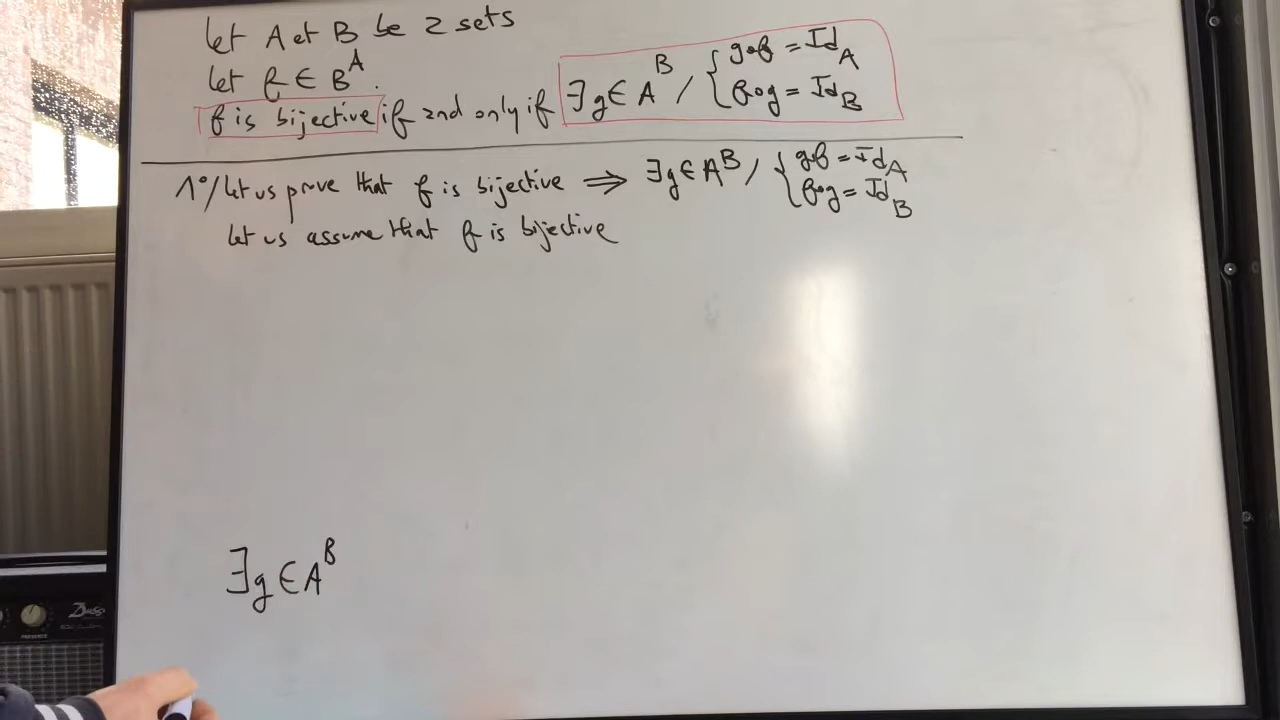 let A et B be 2 sets
let f ∈ B^A.
f is bijective if and only if ∃g ∈ A^B / { g∘f = Id_A
f∘g = Id_B
1°/ let us prove that f is bijective ⇒ ∃g ∈ A^B / { g∘f = Id_A
f∘g = Id_B
let us assume that f is bijective
∃g ∈ A^B
PRESENCE